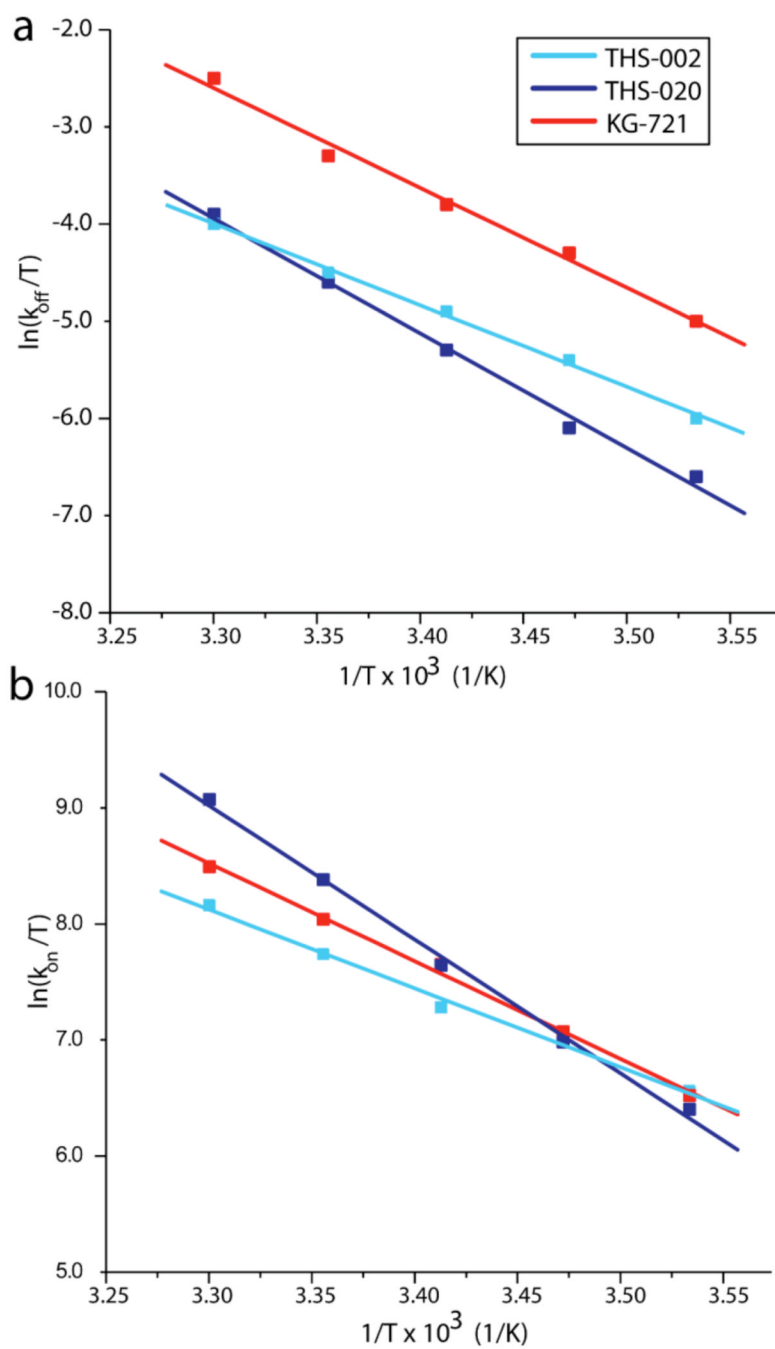 a
-2.0
-3.0
-4.0
-5.0
-6.0
-7.0
-8.0
ln(koff/T)
THS-002
THS-020
KG-721
3.25 3.30 3.35 3.40 3.45 3.50 3.55
1/T x 10³ (1/K)
b
10.0
9.0
8.0
7.0
6.0
5.0
ln(kon/T)
3.25 3.30 3.35 3.40 3.45 3.50 3.55
1/T x 10³ (1/K)